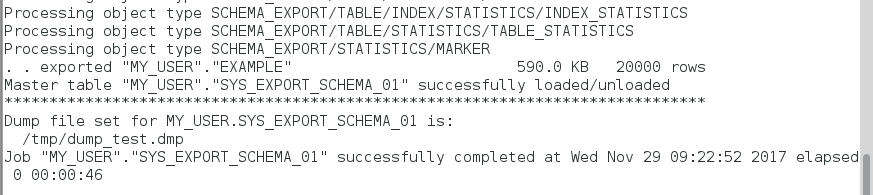 Processing object type SCHEMA_EXPORT/TABLE/INDEX/STATISTICS/INDEX_STATISTICS
Processing object type SCHEMA_EXPORT/TABLE/STATISTICS/TABLE_STATISTICS
Processing object type SCHEMA_EXPORT/STATISTICS/MARKER
. . exported "MY_USER"."EXAMPLE"                         590.0 KB   20000 rows
Master table "MY_USER"."SYS_EXPORT_SCHEMA_01" successfully loaded/unloaded
******************************************************************************
Dump file set for MY_USER.SYS_EXPORT_SCHEMA_01 is:
  /tmp/dump_test.dmp
Job "MY_USER"."SYS_EXPORT_SCHEMA_01" successfully completed at Wed Nov 29 09:22:52 2017 elapsed
 0 00:00:46